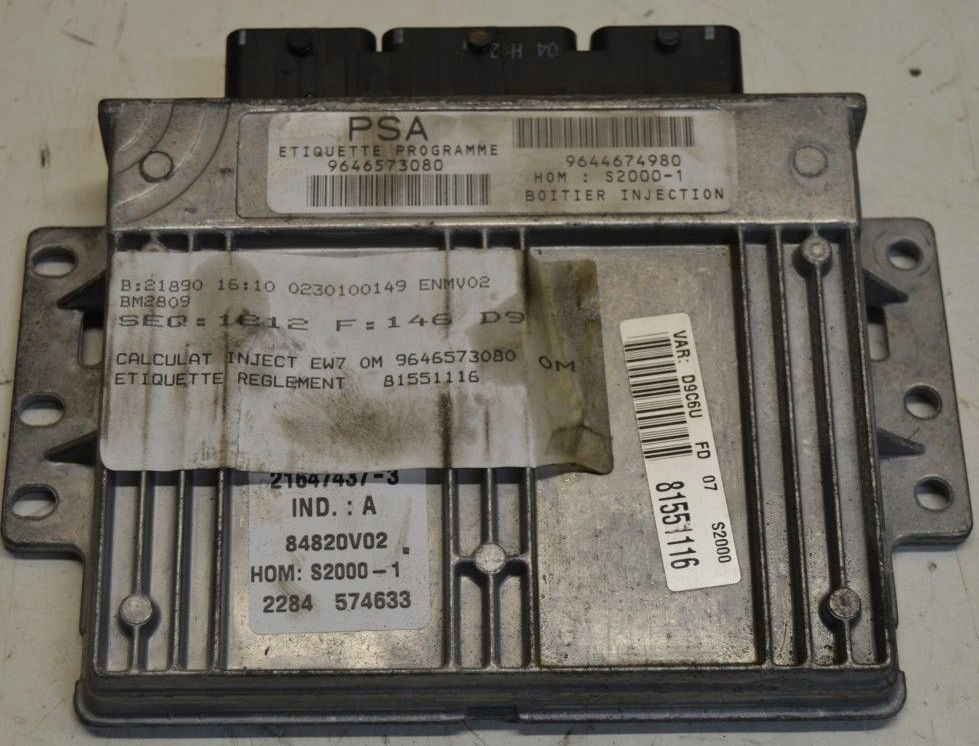 04 H 2
PSA
ETIQUETTE PROGRAMME
9646573080
9644674980
HOM : S2000-1
BOITIER INJECTION
B:21890 16:10 0230100149 ENMV02
BM2809
SEQ:1812 F:146 D9
CALCULAT INJECT EW7 0M 9646573080 0M
ETIQUETTE REGLEMENT 81551116
21647437-3
IND. : A
84820V02
HOM: S2000-1
2284 574633
VAR: D9C6U FD 07 S2000
81551116